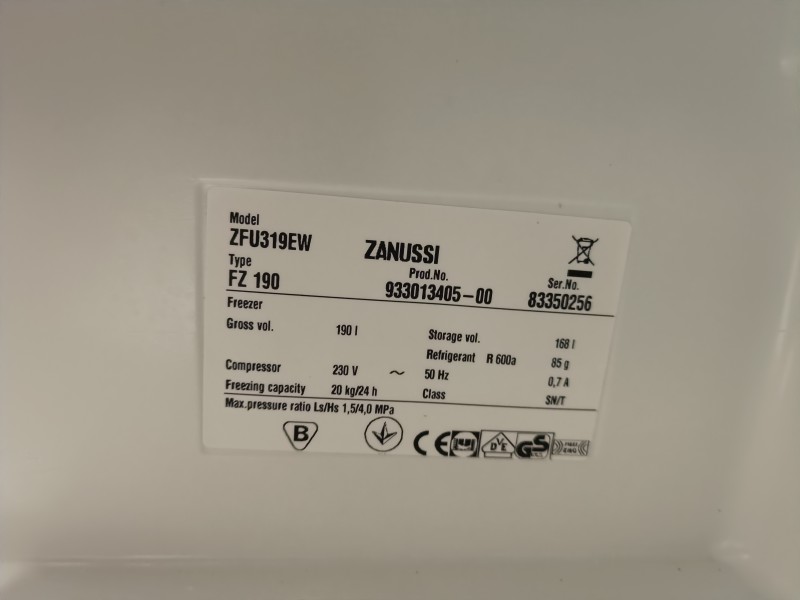 Model
ZFU319EW
ZANUSSI
Type
FZ 190
Prod.No.
933013405-00
Ser.No.
83350256
Freezer
Gross vol. 190 l
Storage vol. 168 l
Refrigerant R 600a 85 g
Compressor 230 V ~ 50 Hz 0,7 A
Freezing capacity 20 kg/24 h
Class SN/T
Max.pressure ratio Ls/Hs 1,5/4,0 MPa
B
CE
DVE
GS